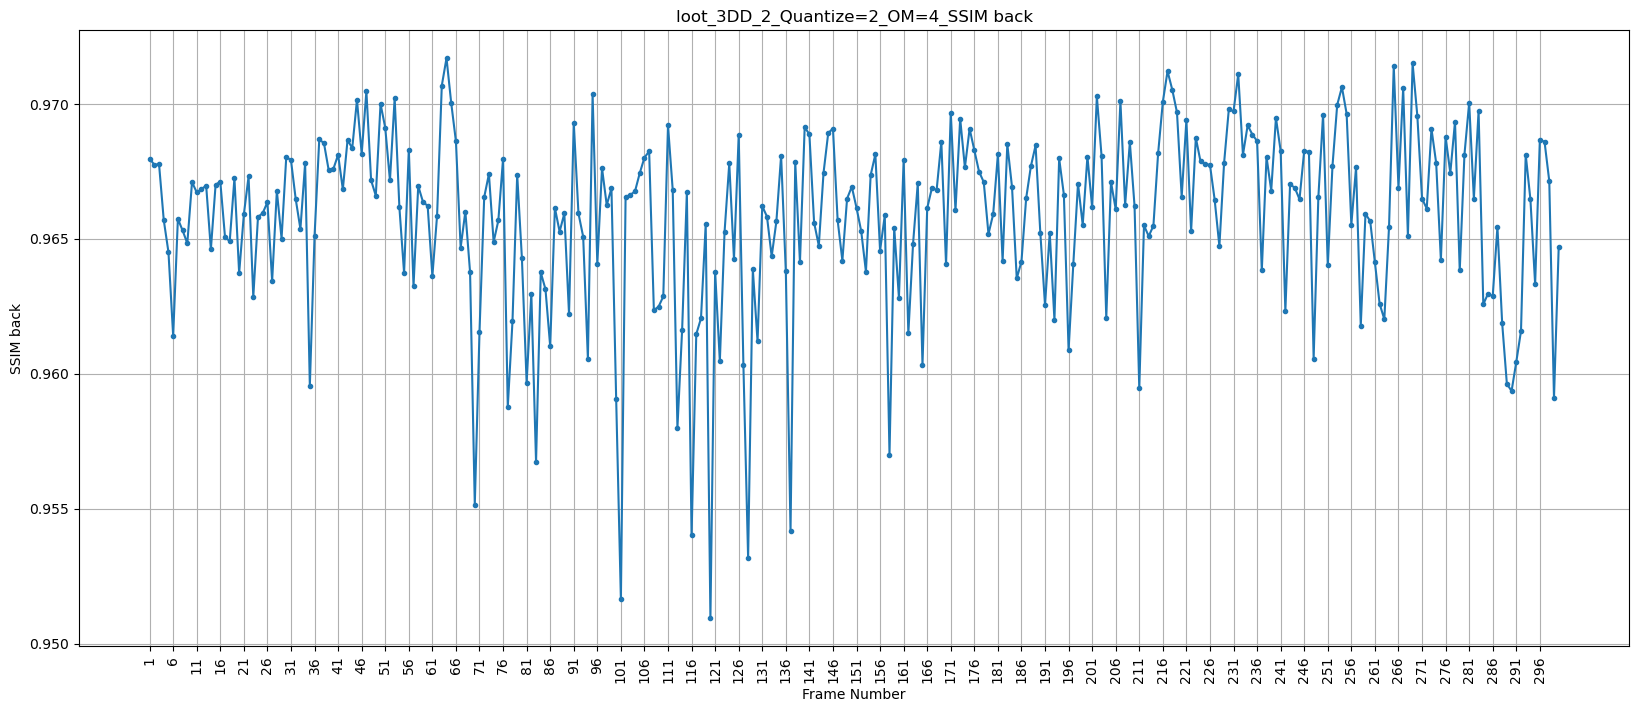 loot_3DD_2_Quantize=2_OM=4_SSIM back
0.970
0.965
0.960
0.955
0.950
SSIM back
1 6 11 16 21 26 31 36 41 46 51 56 61 66 71 76 81 86 91 96 101 106 111 116 121 126 131 136 141 146 151 156 161 166 171 176 181 186 191 196 201 206 211 216 221 226 231 236 241 246 251 256 261 266 271 276 281 286 291 296
Frame Number